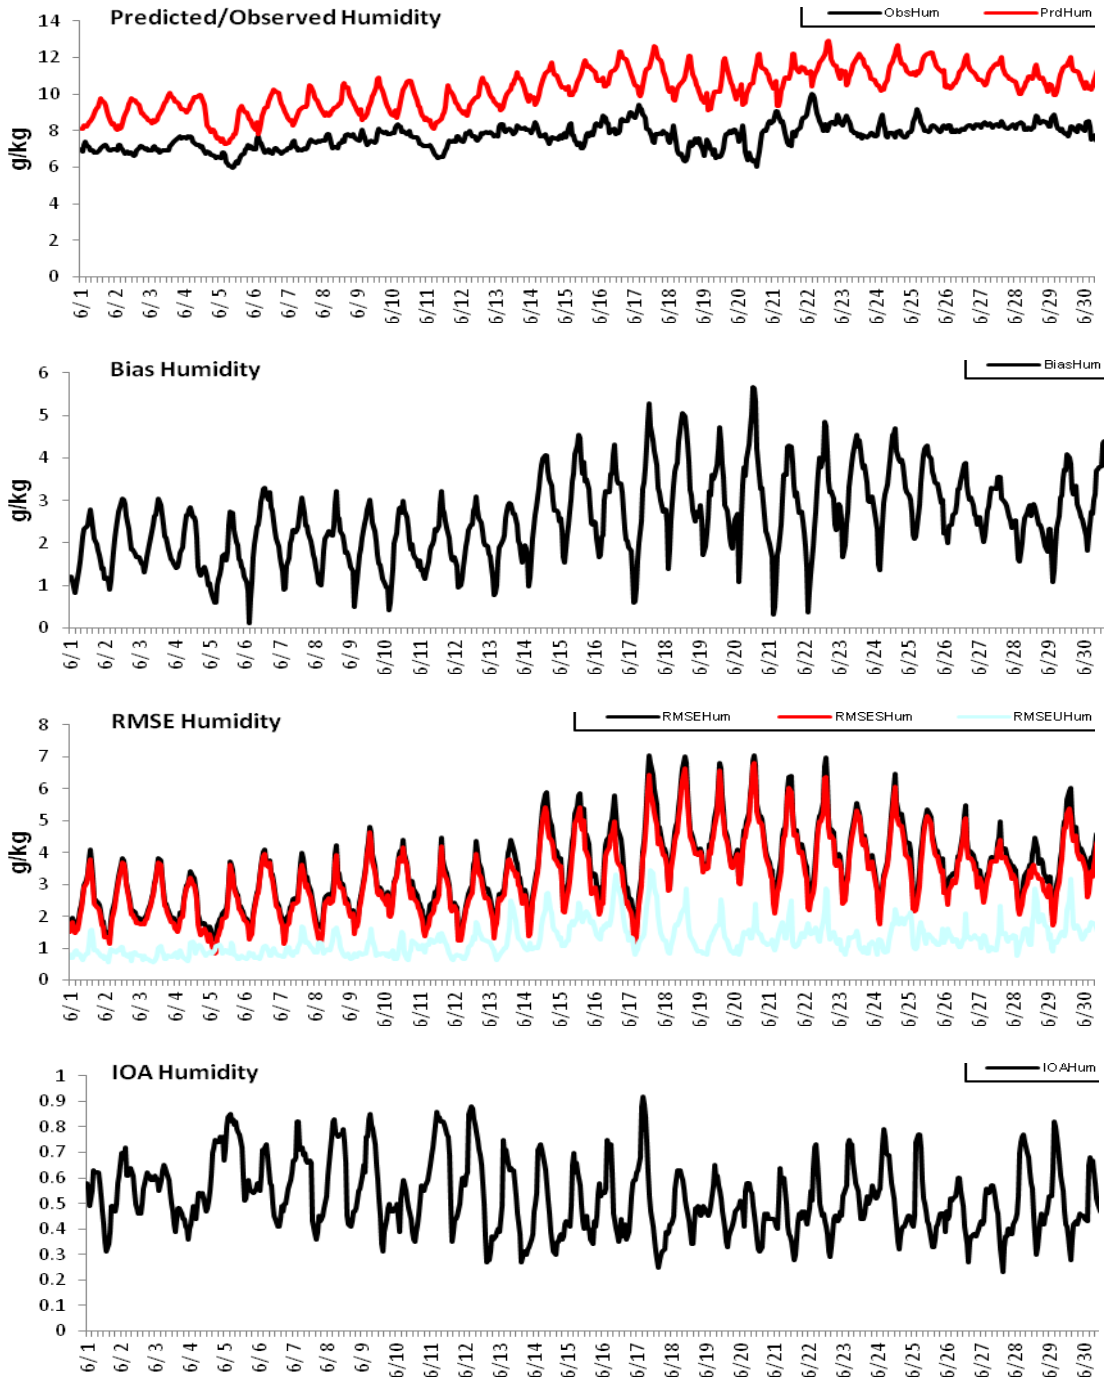 Predicted/Observed Humidity
ObsHum PrdHum
g/kg
14
12
10
8
6
4
2
0
6/1 6/2 6/3 6/4 6/5 6/6 6/7 6/8 6/9 6/10 6/11 6/12 6/13 6/14 6/15 6/16 6/17 6/18 6/19 6/20 6/21 6/22 6/23 6/24 6/25 6/26 6/27 6/28 6/29 6/30
Bias Humidity
BiasHum
g/kg
6
5
4
3
2
1
0
6/1 6/2 6/3 6/4 6/5 6/6 6/7 6/8 6/9 6/10 6/11 6/12 6/13 6/14 6/15 6/16 6/17 6/18 6/19 6/20 6/21 6/22 6/23 6/24 6/25 6/26 6/27 6/28 6/29 6/30
RMSE Humidity
RMSEHum RMSESHum RMSEUHum
g/kg
8
7
6
5
4
3
2
1
0
6/1 6/2 6/3 6/4 6/5 6/6 6/7 6/8 6/9 6/10 6/11 6/12 6/13 6/14 6/15 6/16 6/17 6/18 6/19 6/20 6/21 6/22 6/23 6/24 6/25 6/26 6/27 6/28 6/29 6/30
IOA Humidity
IOAHum
1
0.9
0.8
0.7
0.6
0.5
0.4
0.3
0.2
0.1
0
6/1 6/2 6/3 6/4 6/5 6/6 6/7 6/8 6/9 6/10 6/11 6/12 6/13 6/14 6/15 6/16 6/17 6/18 6/19 6/20 6/21 6/22 6/23 6/24 6/25 6/26 6/27 6/28 6/29 6/30